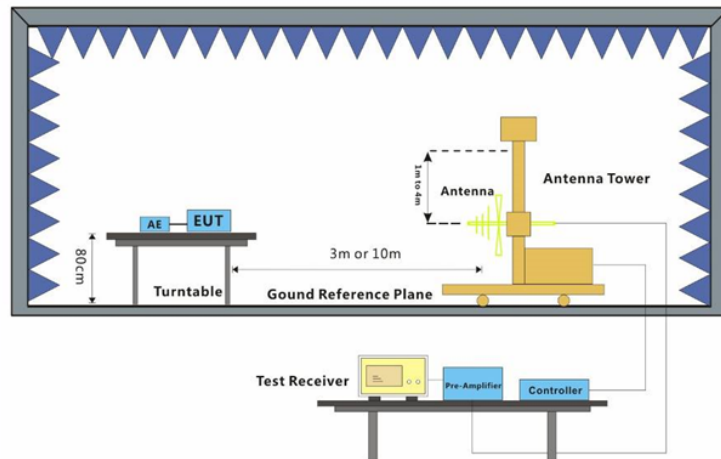 1m to 4m
Antenna
Antenna Tower
AE
EUT
80cm
3m or 10m
Turntable
Gound Reference Plane
Test Receiver
Pre-Amplifier
Controller